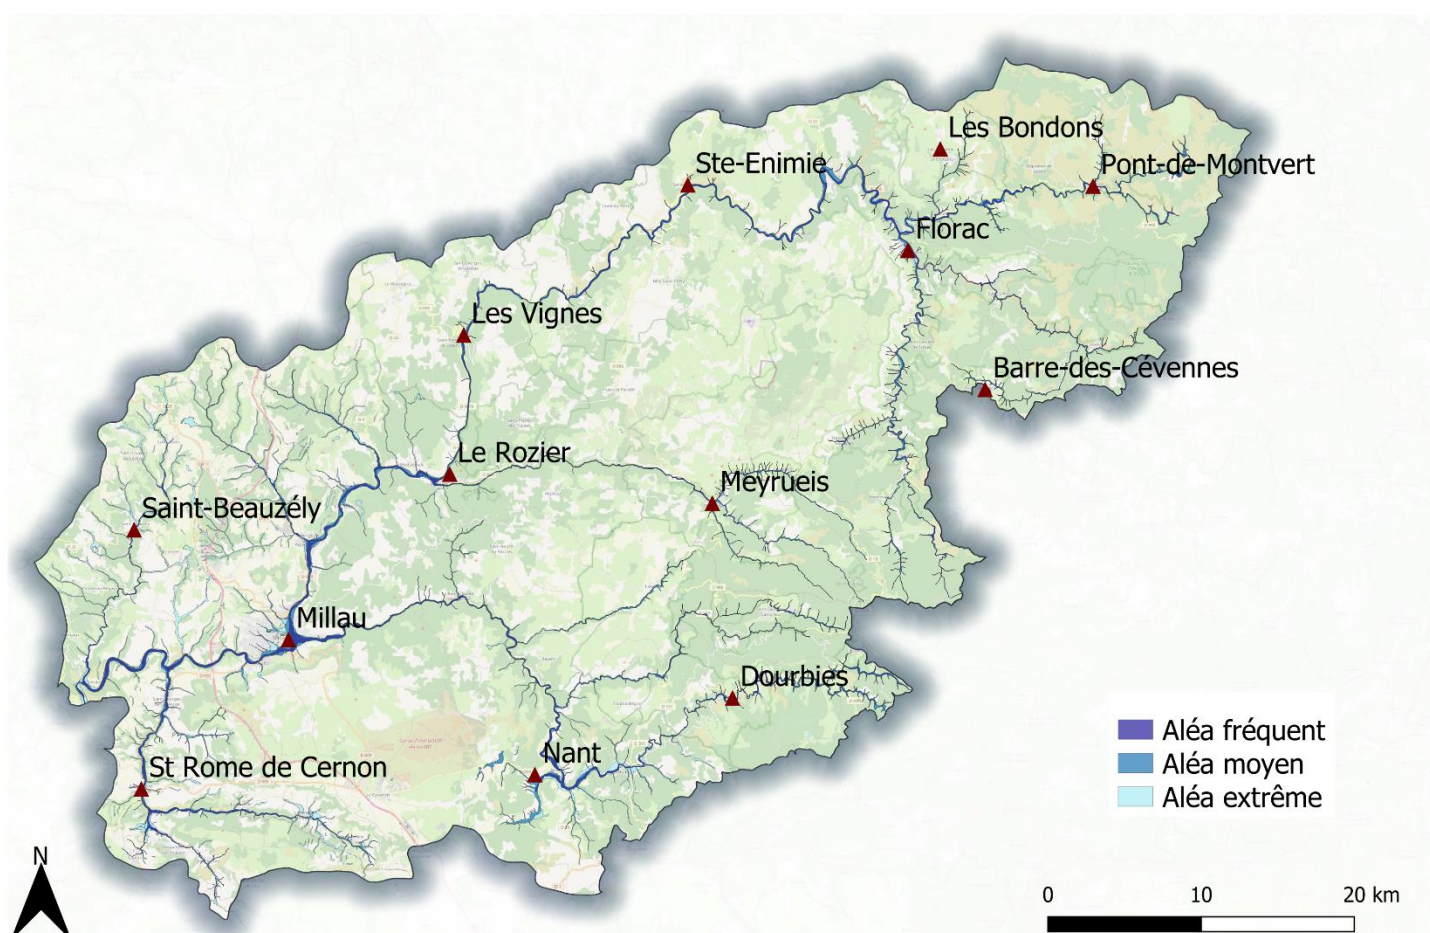 Les Bondons
Ste-Enimie
Pont-de-Montvert
Florac
Les Vignes
Barre-des-Cévennes
Le Rozier
Meyrueis
Saint-Beauzély
Millau
Dourbies
Nant
St Rome de Cernon
Aléa fréquent
Aléa moyen
Aléa extrême
N
0 10 20 km